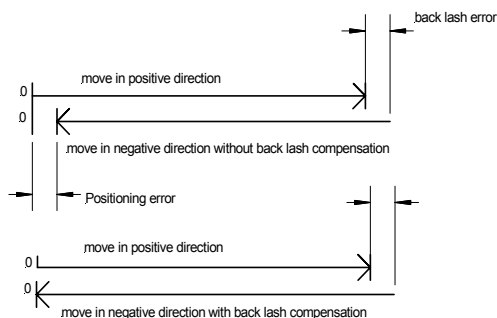 back lash error
move in positive direction
0
0
move in negative direction without back lash compensation
Positioning error
move in positive direction
0
0
move in negative direction with back lash compensation